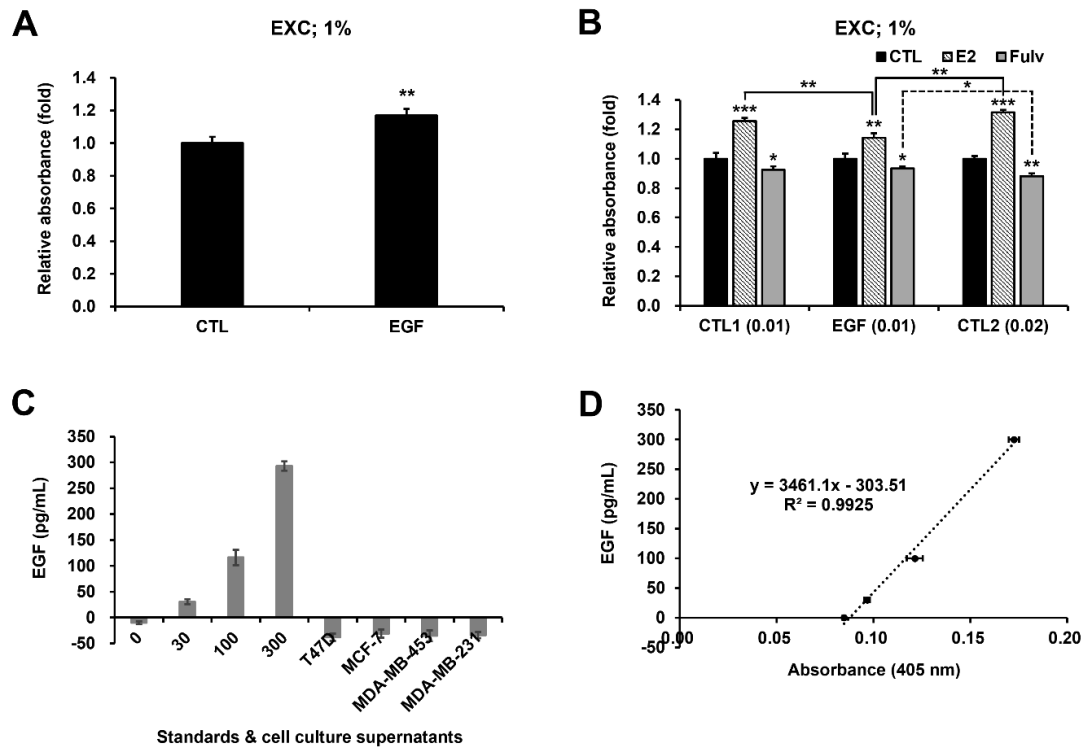 A
EXC; 1%
Relative absorbance (fold)
1.4
1.2
1.0
0.8
0.6
0.4
0.2
0.0
**
CTL
EGF
B
EXC; 1%
CTL
E2
Fulv
Relative absorbance (fold)
1.4
1.2
1.0
0.8
0.6
0.4
0.2
0.0
**
**
*
***
*
**
*
***
**
CTL1 (0.01)
EGF (0.01)
CTL2 (0.02)
C
EGF (pg/mL)
350
300
250
200
150
100
50
0
-50
0
30
100
300
T47D
MCF-7
MDA-MB-453
MDA-MB-231
Standards & cell culture supernatants
D
EGF (pg/mL)
350
300
250
200
150
100
50
0
-50
y = 3461.1x - 303.51
R² = 0.9925
0.00
0.05
0.10
0.15
0.20
Absorbance (405 nm)